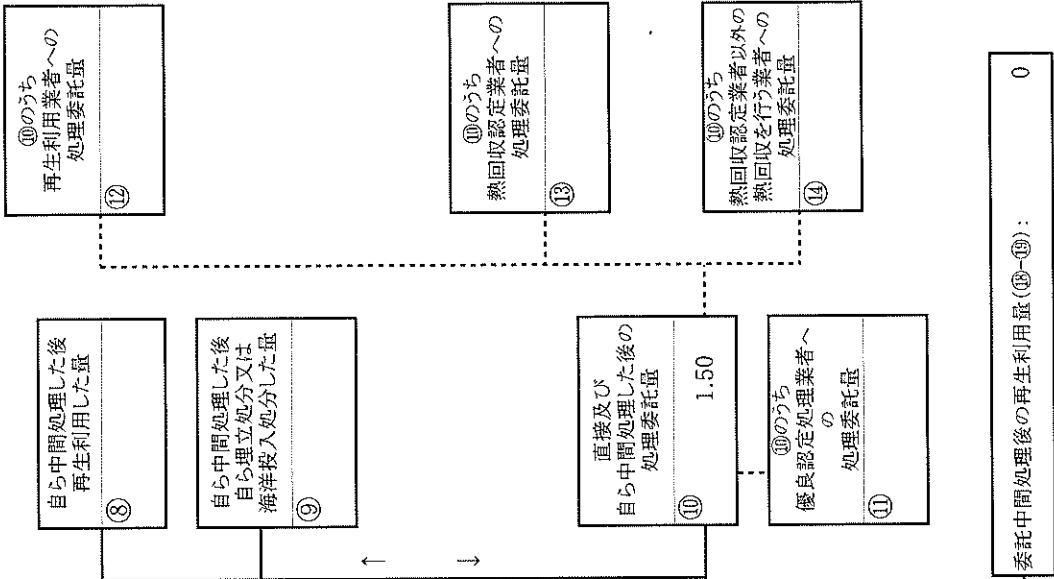 自ら中間処理した後
再生利用した量
⑧
自ら中間処理した後
自ら埋立処分又は
海洋投入処分した量
⑨
直接及び
自ら中間処理した後の
処理委託量
⑩ 1.50
⑩のうち
優良認定処理業者へ
の
処理委託量
⑪
⑩のうち
再生利用業者への
処理委託量
⑫
⑩のうち
熱回収認定業者への
処理委託量
⑬
⑩のうち
熱回収認定業者以外の
熱回収を行う業者への
処理委託量
⑭
委託中間処理後の再生利用量(⑱-⑲): 0